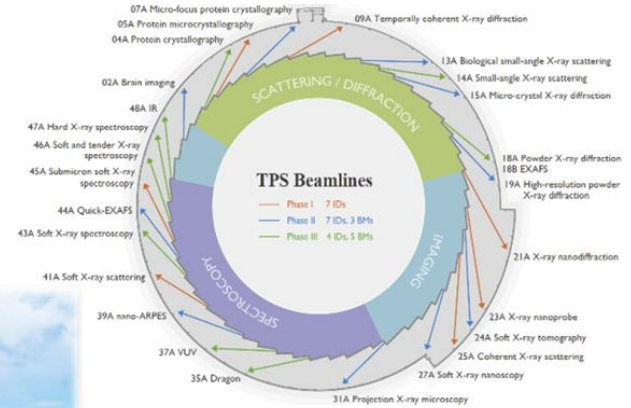 07A Micro-focus protein crystallography
05A Protein microcrystallography
04A Protein crystallography
09A Temporally coherent X-ray diffraction
13A Biological small-angle X-ray scattering
14A Small-angle X-ray scattering
15A Micro-crystal X-ray diffraction
02A Brain imaging
48A IR
47A Hard X-ray spectroscopy
46A Soft and tender X-ray
spectroscopy
45A Submicron soft X-ray
spectroscopy
44A Quick-EXAFS
43A Soft X-ray spectroscopy
41A Soft X-ray scattering
39A nano-ARPES
37A VUV
35A Dragon
SCATTERING / DIFFRACTION
IMAGING
SPECTROSCOPY
TPS Beamlines
Phase I 7 IDs
Phase II 7 IDs, 3 BMs
Phase III 4 IDs, 5 BMs
18A Powder X-ray diffraction
18B EXAFS
19A High-resolution powder
X-ray diffraction
21A X-ray nanodiffraction
23A X-ray nanoprobe
24A Soft X-ray tomography
25A Coherent X-ray scattering
27A Soft X-ray nanoscopy
31A Projection X-ray microscopy